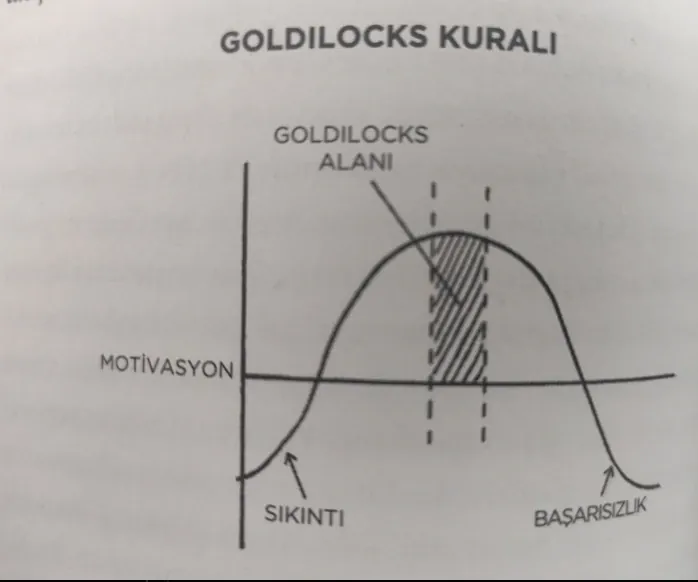 GOLDILOCKS KURALI
GOLDILOCKS
ALANI
MOTİVASYON
SIKINTI
BAŞARISIZLIK